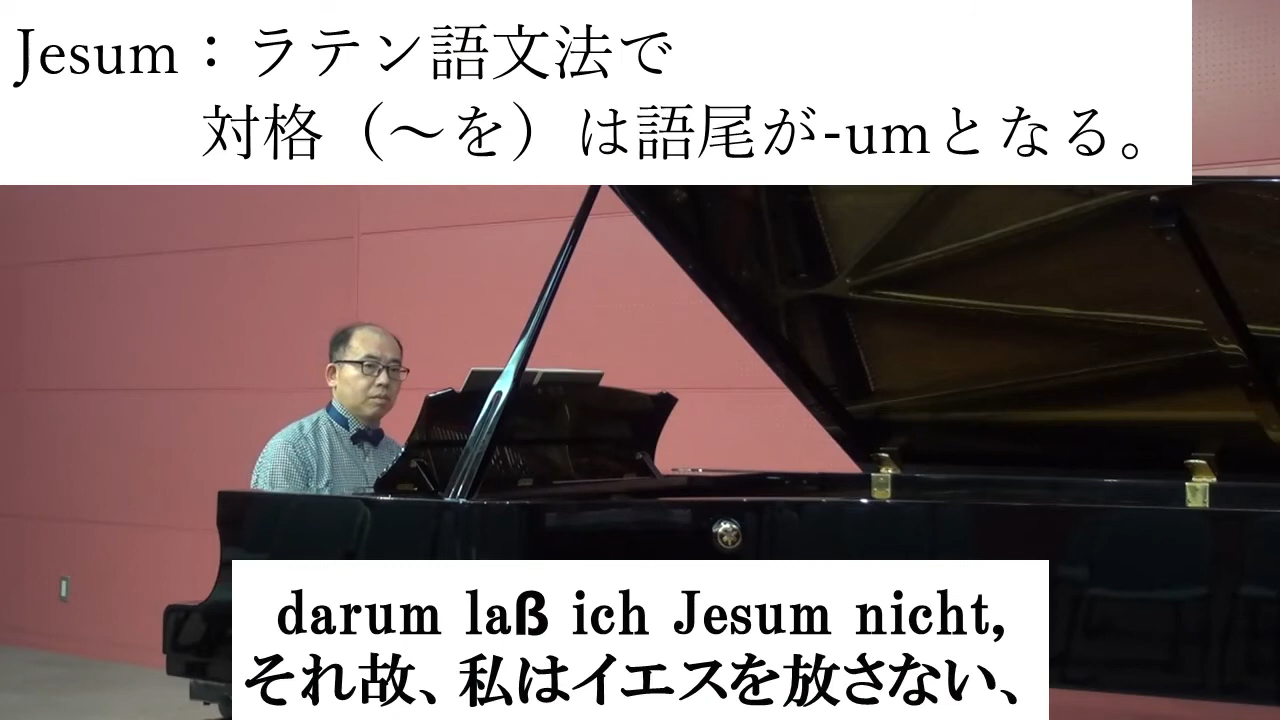 Jesum：ラテン語文法で
対格（～を）は語尾が-umとなる。
darum laß ich Jesum nicht,
それ故、私はイエスを放さない、